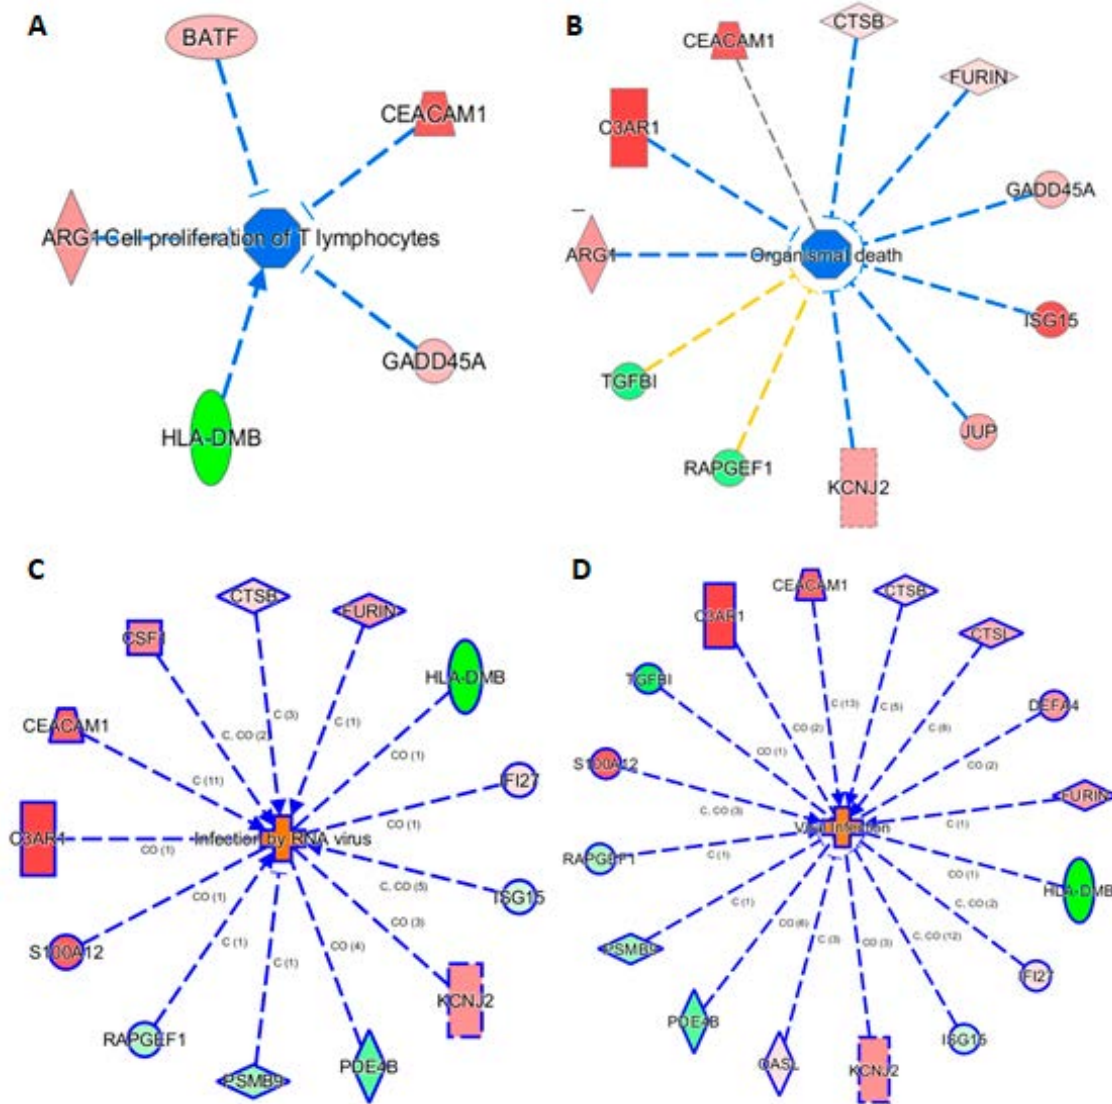 A
BATF
CEACAM1
ARG1 Cell proliferation of T lymphocytes
GADD45A
HLA-DMB
B
CTSB
CEACAM1
FURIN
C3AR1
GADD45A
ARG1
Organismal death
ISG15
TGFBI
JUP
RAPGEF1
KCNJ2
C
CTSB
FURIN
CSF1
HLA-DMB
CEACAM1
C (3)
C (1)
C, CO (2)
CO (1)
C (11)
IFI27
CO (1)
C3AR1
Infection by RNA virus
CO (1)
C, CO (5)
ISG15
CO (1)
CO (3)
C (1)
CO (4)
C (1)
S100A12
KCNJ2
RAPGEF1
PSMB9
PDE4B
D
CEACAM1
CTSB
C3AR1
CTSL
TGFBI
DEFA4
C (13)
C (5)
CO (2)
C (8)
CO (1)
CO (2)
S100A12
FURIN
C, CO (3)
C (1)
Viral Infection
RAPGEF1
C (1)
CO (1)
HLA-DMB
C (1)
C, CO (2)
CO (6)
C (3)
CO (3)
C, CO (12)
PSMB9
IFI27
PDE4B
ISG15
OASL
KCNJ2